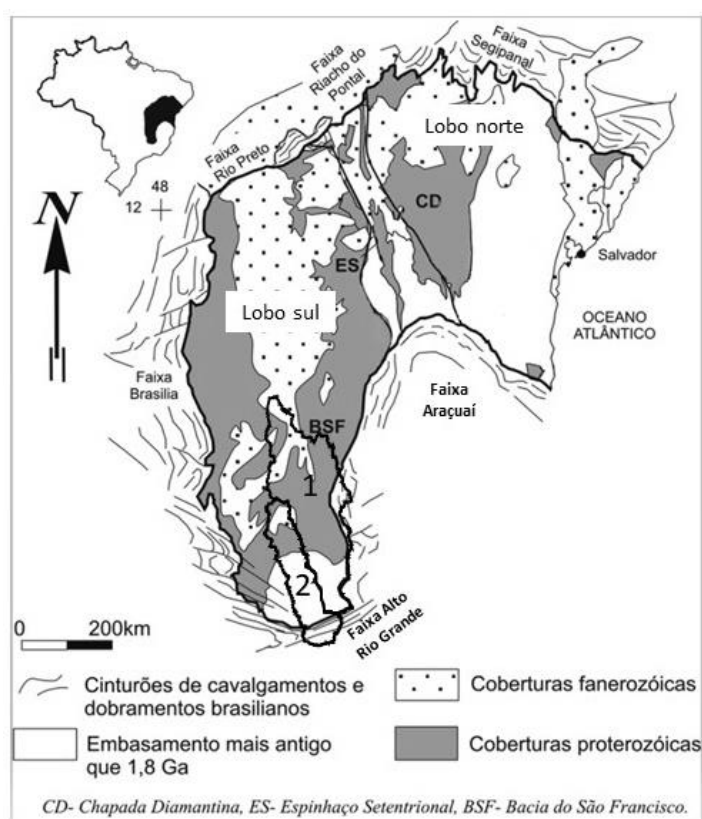 Faixa
Segipanal
Faixa
Riacho do
Pontal
Lobo norte
Faixa
Rio Preto
48
12
N
CD
ES
Salvador
Lobo sul
OCEANO
ATLÂNTICO
Faixa
Brasilia
Faixa
Araçuaí
BSF
1
2
Faixa Alto
Rio Grande
0 200km
Cinturões de cavalgamentos e
dobramentos brasilianos
Coberturas fanerozóicas
Embasamento mais antigo
que 1,8 Ga
Coberturas proterozóicas
CD- Chapada Diamantina, ES- Espinhaço Setentrional, BSF- Bacia do São Francisco.